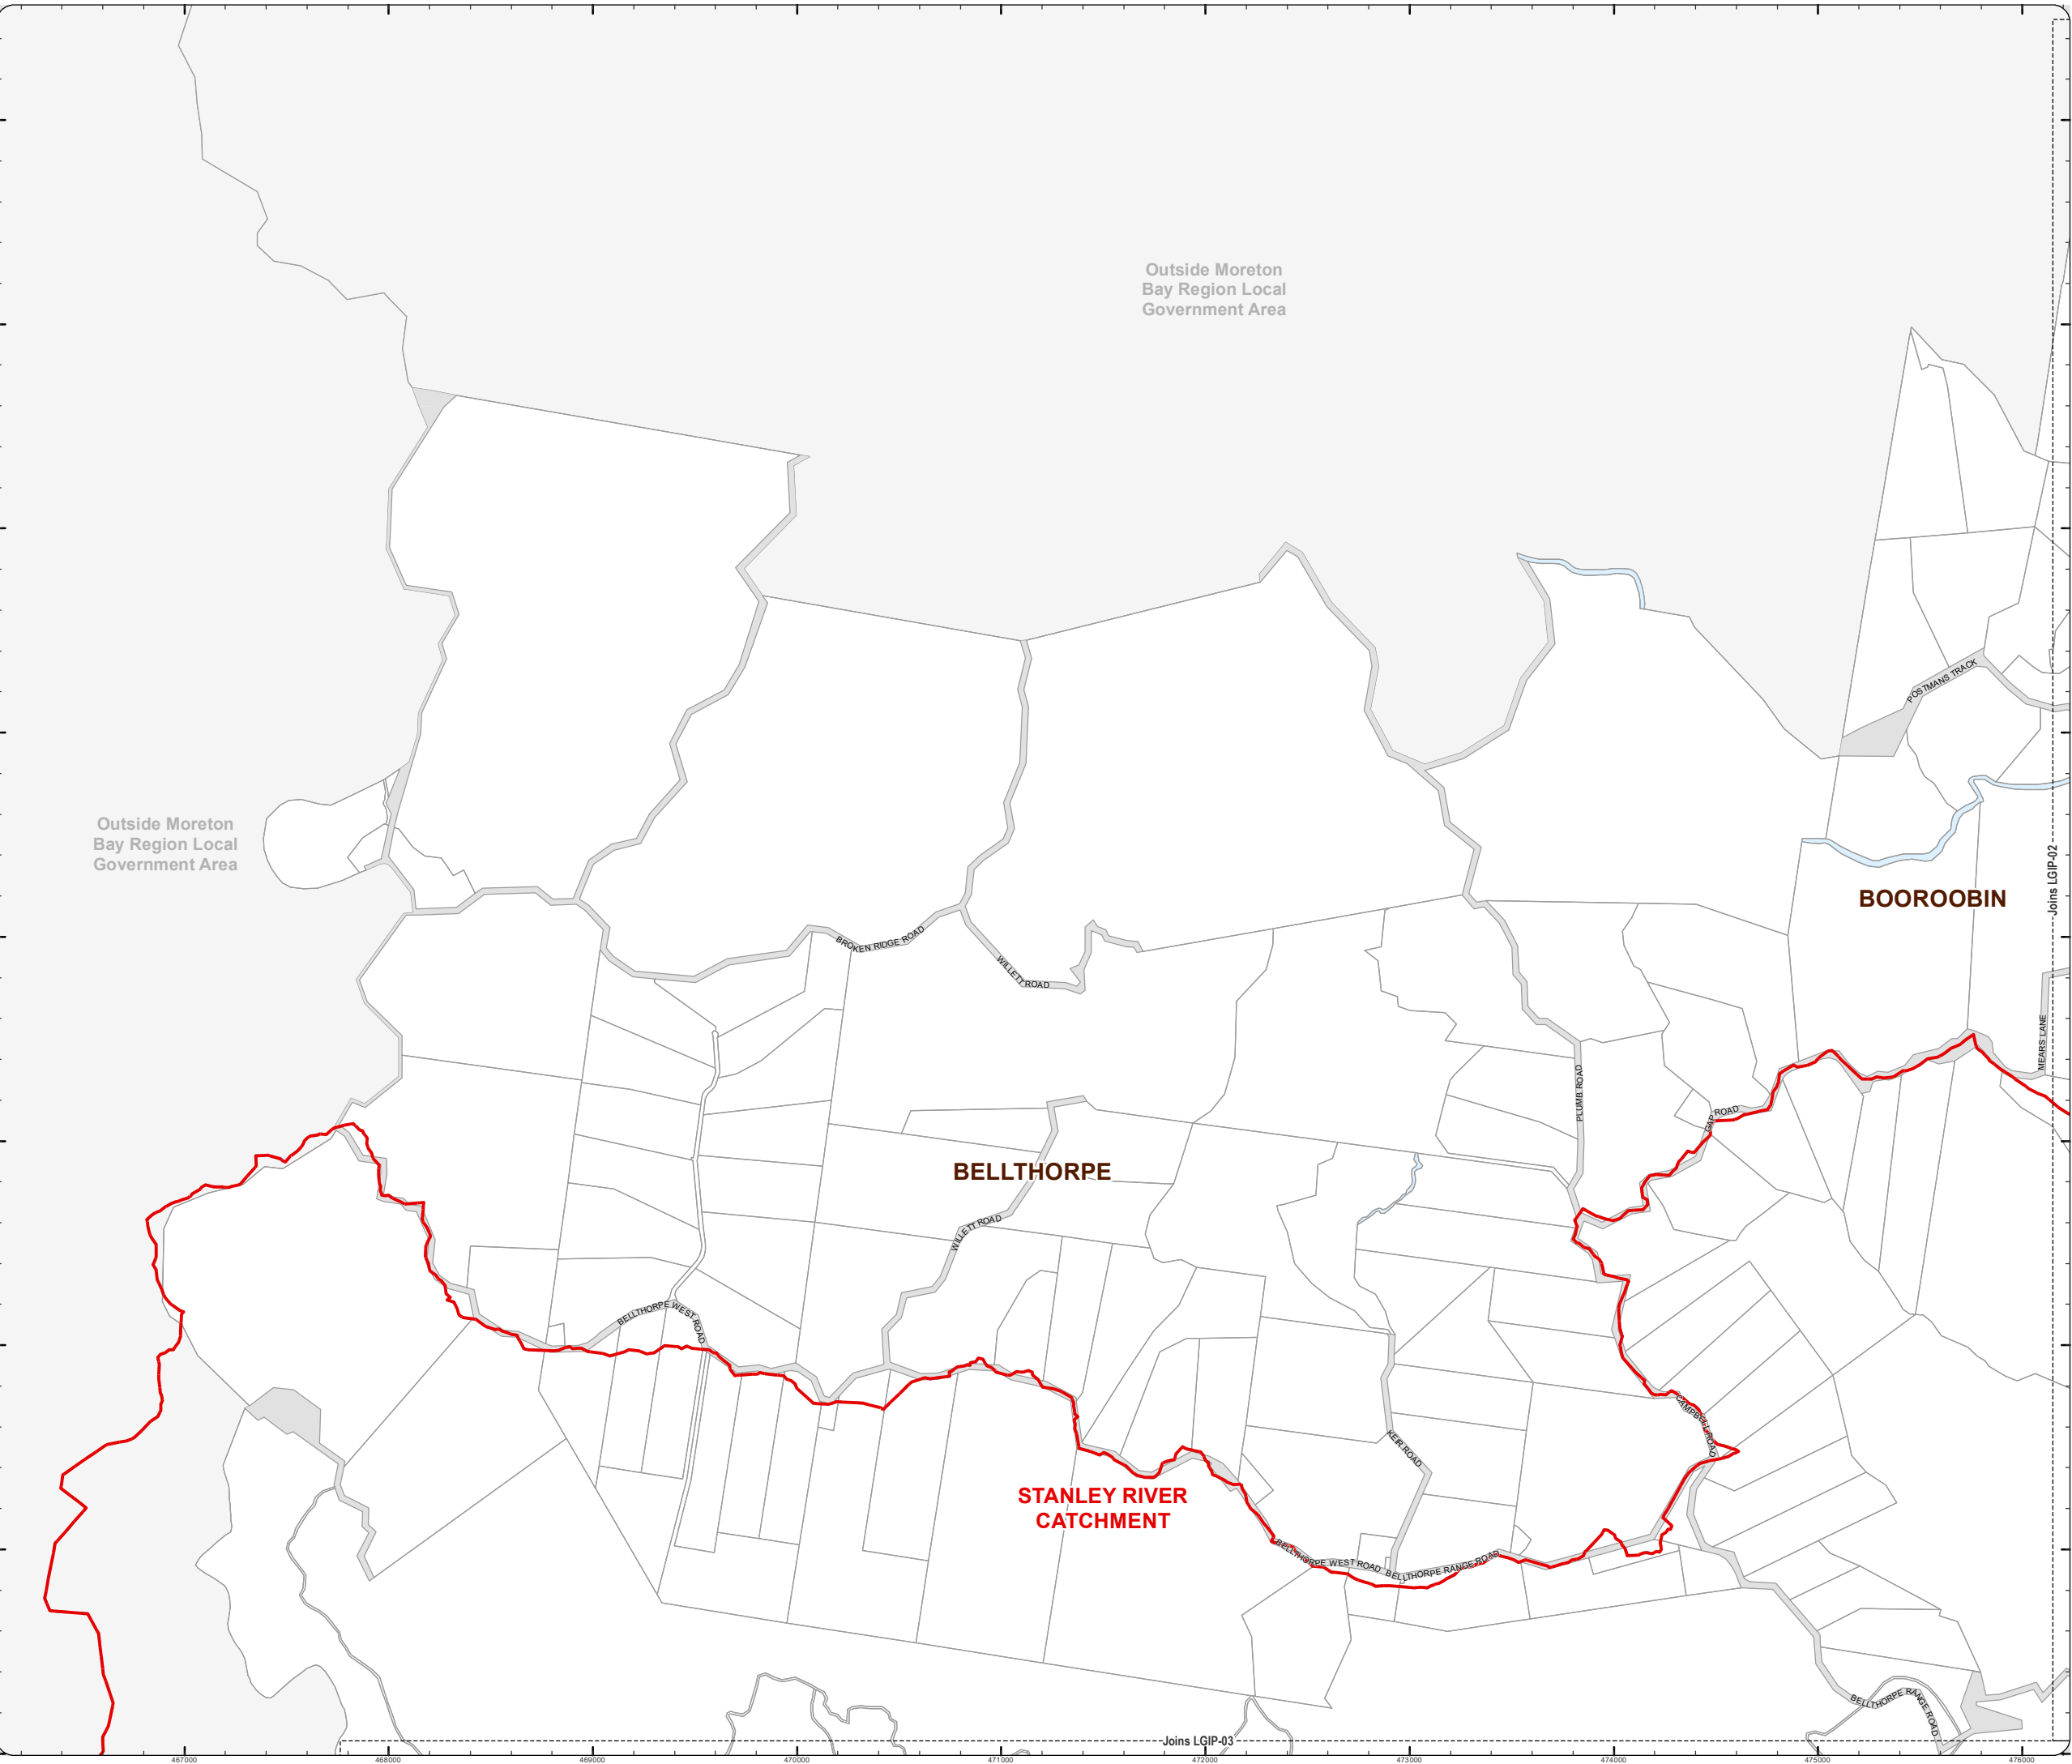 Outside Moreton
Bay Region Local
Government Area
POSTMANS TRACK
Outside Moreton
Bay Region Local
Government Area
Joins LGIP-02
BOOROOBIN
BROKEN RIDGE ROAD
WILLETT ROAD
MEARS LANE
PLUMB ROAD
GAP ROAD
BELLTHORPE
WILLETT ROAD
BELLTHORPE WEST ROAD
CAMPBELL ROAD
KEIR ROAD
STANLEY RIVER
CATCHMENT
BELLTHORPE WEST ROAD
BELLTHORPE RANGE ROAD
BELLTHORPE RANGE ROAD
Joins LGIP-03
467000
468000
469000
470000
471000
472000
473000
474000
475000
476000